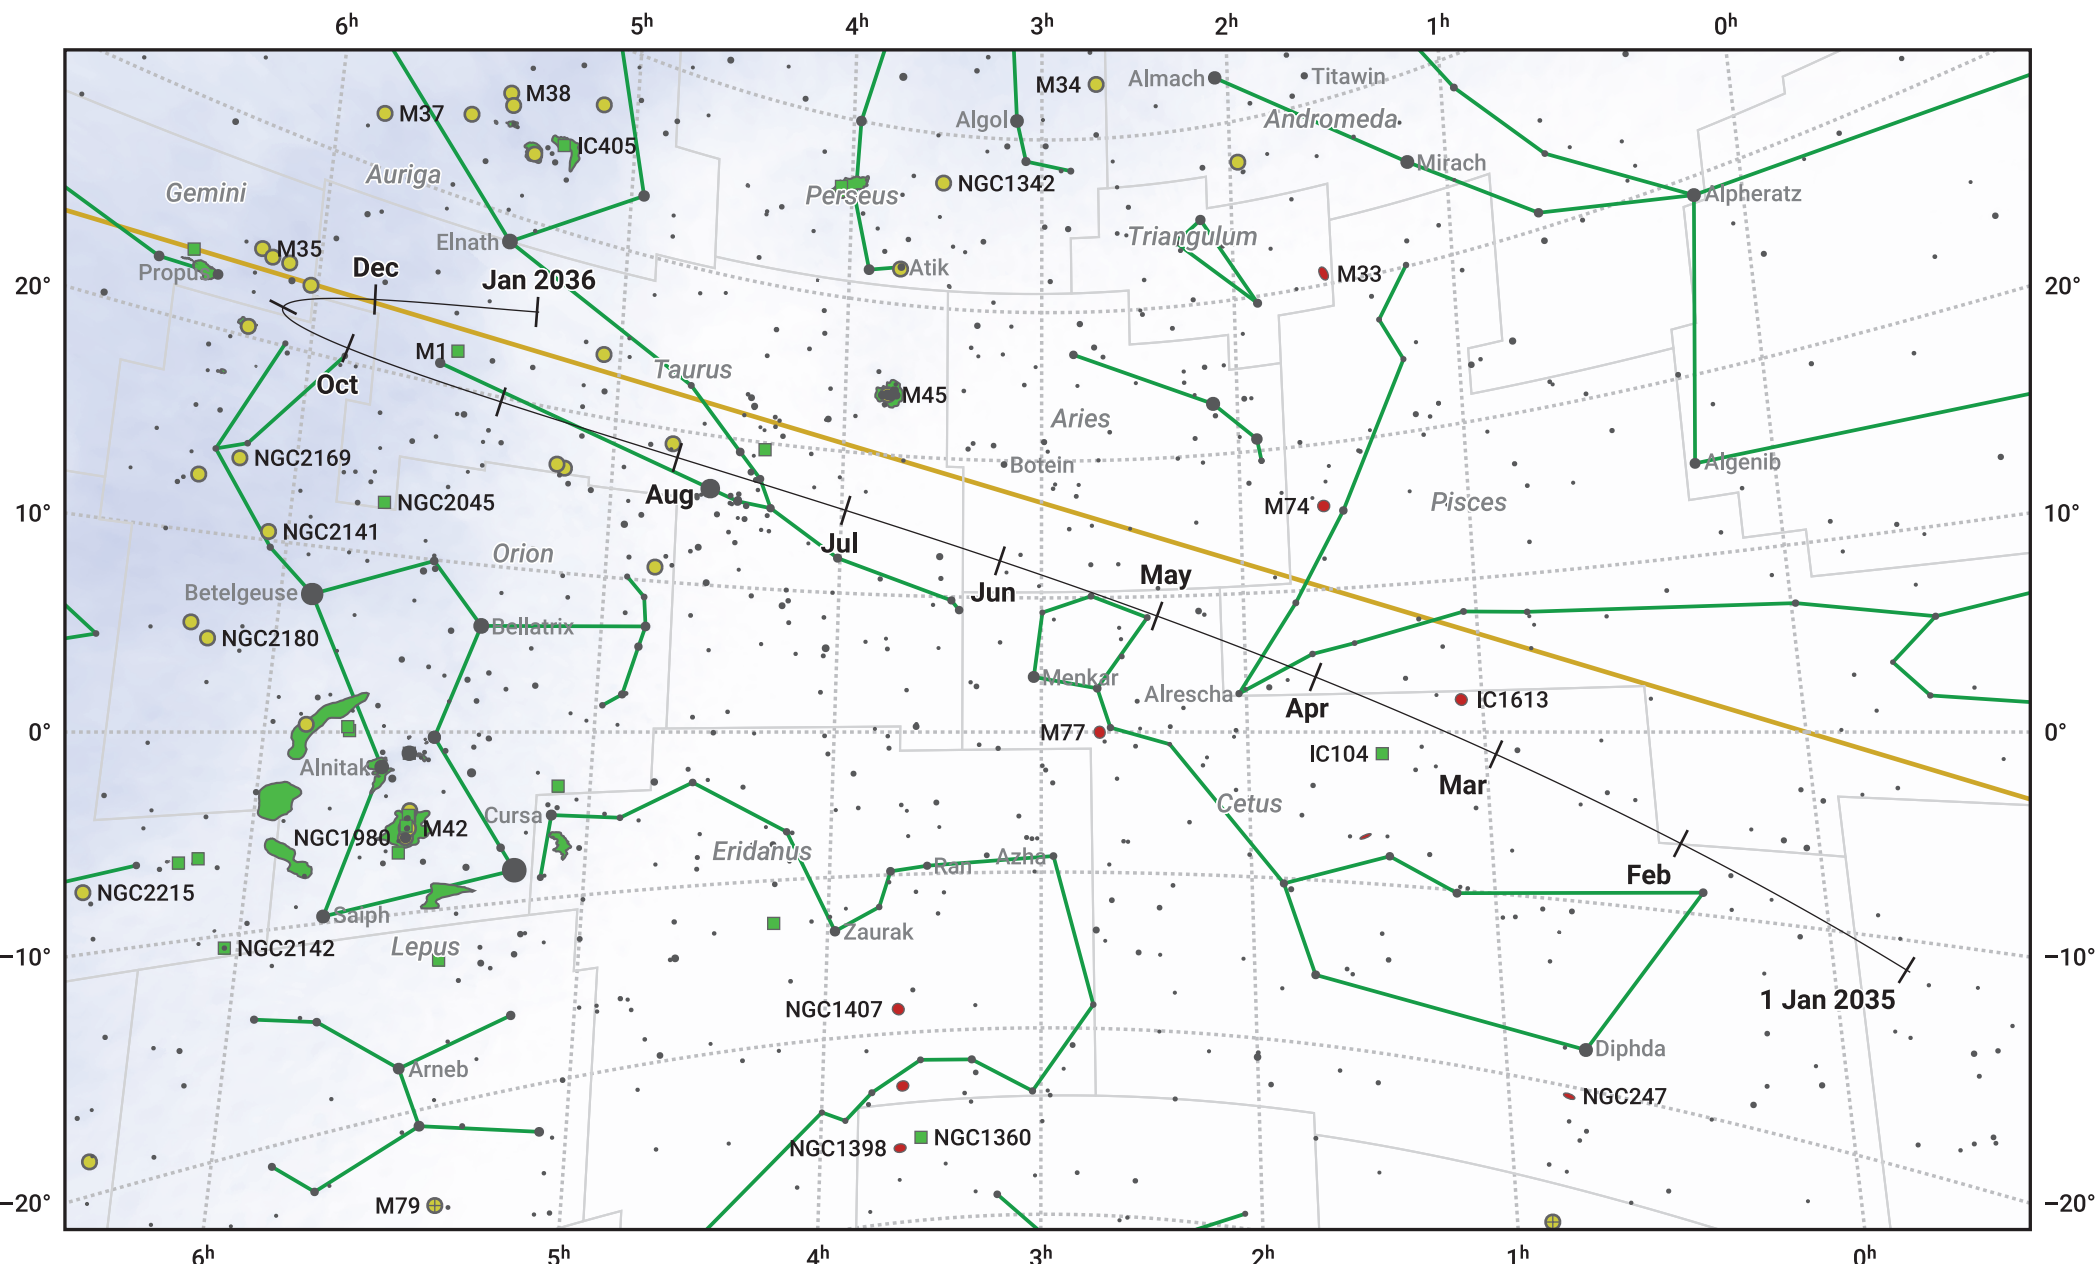 6h 5h 4h 3h 2h 1h 0h
M34 Almach Titawin
M37 M38
Algol Andromeda
IC405
Mirach
Auriga
Gemini Perseus NGC1342 Alpheratz
Elnath Triangulum
M35
Propu Dec Atik M33
20° Jan 2036 20°
M1 Taurus
Oct M45
Aries
NGC2169 Botein Algenib
Aug
NGC2045 M74 Pisces
10° 10°
NGC2141 Jul
Orion
May
Betelgeuse Jun
Bellatrix
NGC2180
Menkar Alrescha
Apr IC1613
0° M77 0°
IC104
Alnitak Mar
Cetus
Cursa
NGC1980 M42
Eridanus Ran Azha
Feb
NGC2215
Saiph
Zaurak
NGC2142 Lepus
−10° −10°
1 Jan 2035
NGC1407
Diphda
Arneb
NGC247
NGC1360
NGC1398
M79
−20° −20°
6h 5h 4h 3h 2h 1h 0h